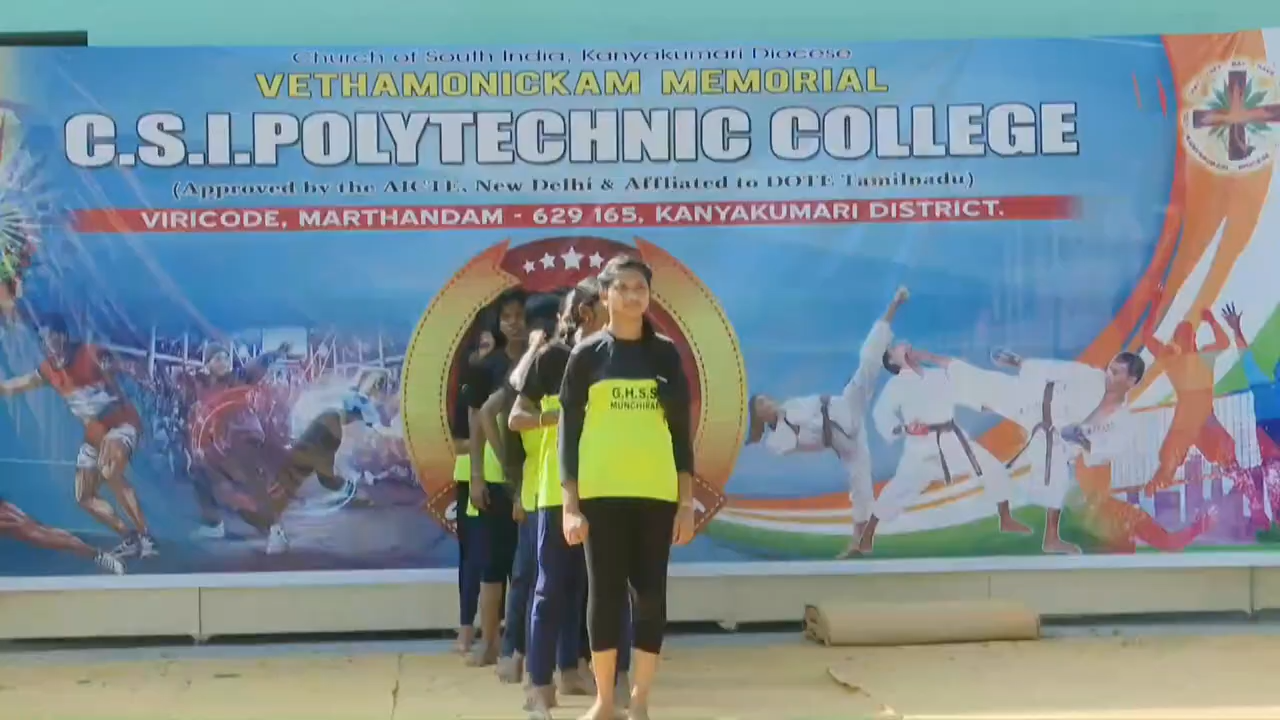 Church of South India, Kanyakumari Diocese
VETHAMONICKAM MEMORIAL
C.S.I.POLYTECHNIC COLLEGE
(Approved by the AICTE, New Delhi & Affliated to DOTE Tamilnadu)
VIRICODE, MARTHANDAM - 629 165, KANYAKUMARI DISTRICT.
G.H.S.S
MUNCHIRAI